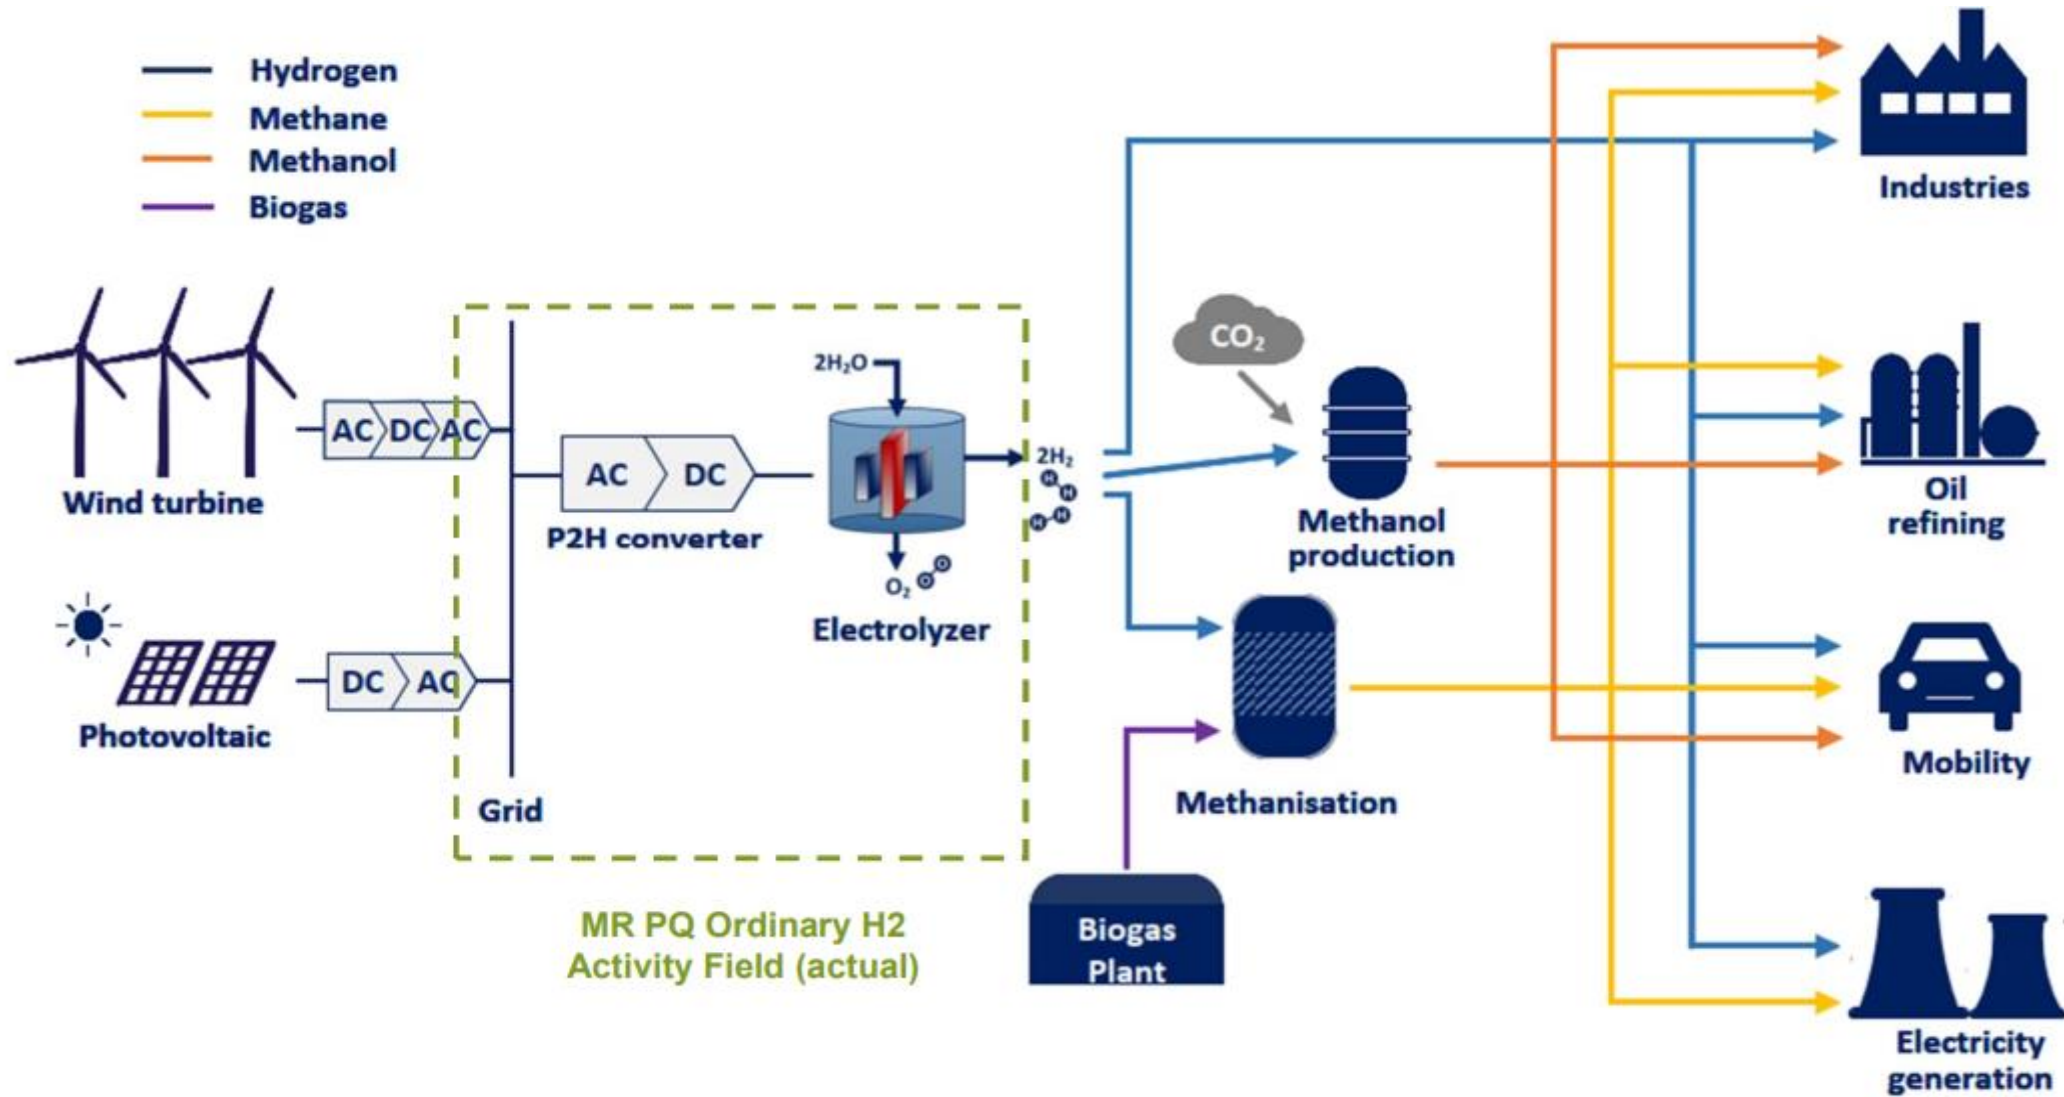 Hydrogen
Methane
Methanol
Biogas
Industries
CO₂
2H₂O
AC DC AC
Wind turbine
AC DC
P2H converter
2H₂
H H
H H
O₂
Electrolyzer
Methanol
production
Oil
refining
DC AC
Photovoltaic
Grid
Methanisation
Mobility
MR PQ Ordinary H2
Activity Field (actual)
Biogas
Plant
Electricity
generation